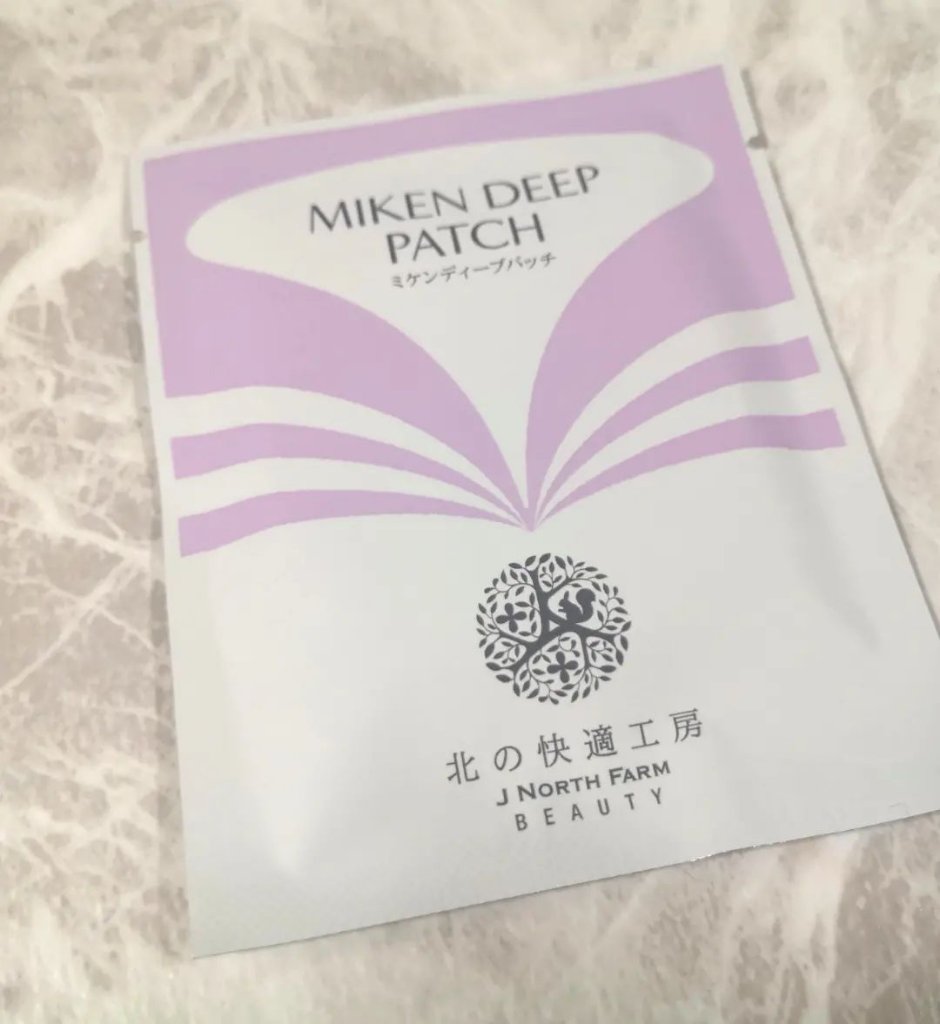 MIKEN DEEP
PATCH
ミケンディープパッチ
北の快適工房
J NORTH FARM
BEAUTY